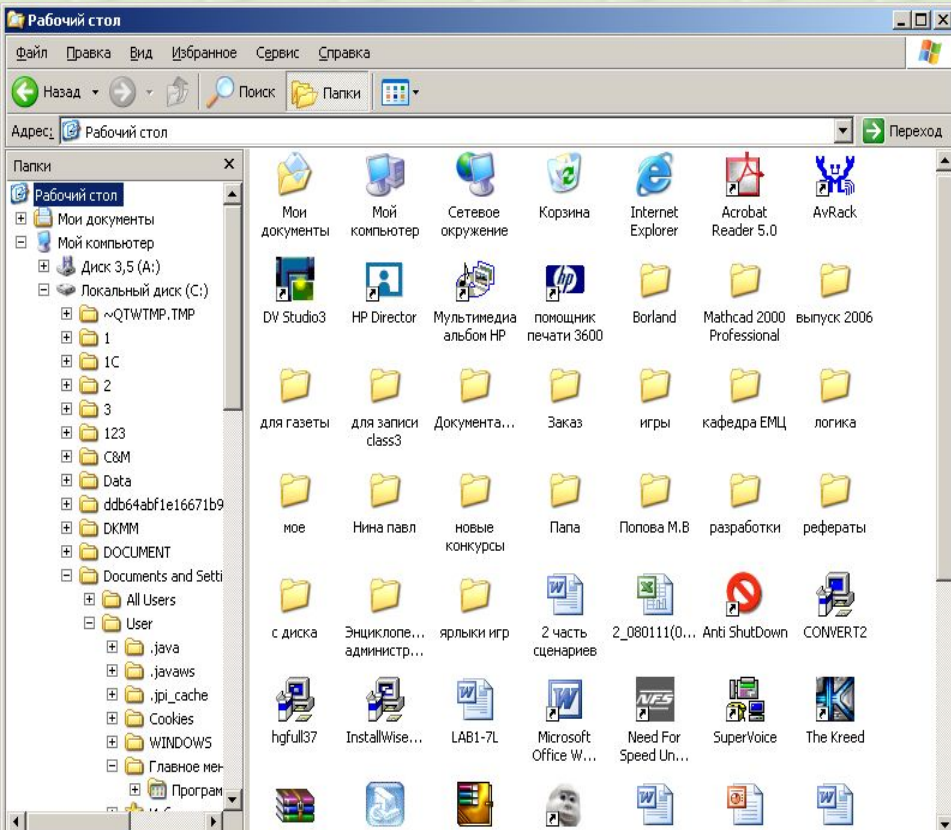 Рабочий стол
Файл Правка Вид Избранное Сервис Справка
Назад Поиск Папки
Адрес: Рабочий стол Переход
Папки
Рабочий стол
Мои документы
Мой компьютер
Диск 3,5 (A:)
Локальный диск (C:)
~QTWTMP.TMP
1
1C
2
3
123
C&M
Data
ddb64abf1e16671b9
DKMM
DOCUMENT
Documents and Setti
All Users
User
.java
.javaws
.jpi_cache
Cookies
WINDOWS
Главное мен
Програм
Мои Мой Сетевое Корзина Internet Acrobat AvRack
документы компьютер окружение Explorer Reader 5.0
DV Studio3 HP Director Мультимедиа помощник Borland Mathcad 2000 выпуск 2006
альбом HP печати 3600 Professional
для газеты для записи Документа... Заказ игры кафедра ЕМЦ логика
class3
мое Нина павл новые Папа Попова М.В разработки рефераты
конкурсы
с диска Энциклопе... ярлыки игр 2 часть 2_080111(0... Anti ShutDown CONVERT2
администр... сценариев
hgfull37 InstallWise... LAB1-7L Microsoft Need For SuperVoice The Kreed
Office W... Speed Un...
NFS